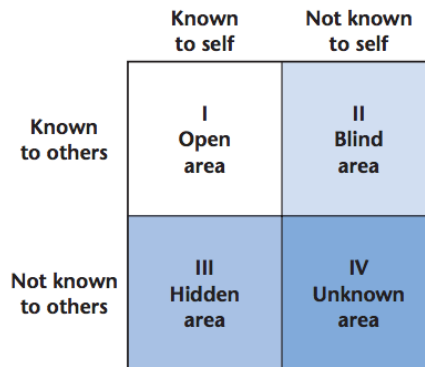 Known
to self
Not known
to self
Known
to others
I
Open
area
II
Blind
area
Not known
to others
III
Hidden
area
IV
Unknown
area